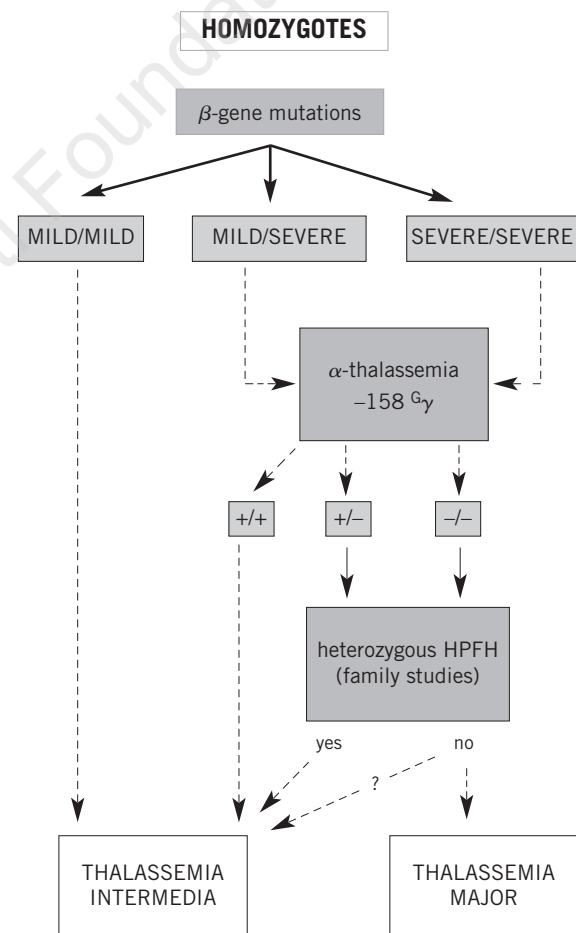 HOMOZYGOTES
β-gene mutations
MILD/MILD
MILD/SEVERE
SEVERE/SEVERE
α-thalassemia
–158 ᴳγ
+/+
+/–
–/–
heterozygous HPFH
(family studies)
yes
no
?
THALASSEMIA
INTERMEDIA
THALASSEMIA
MAJOR